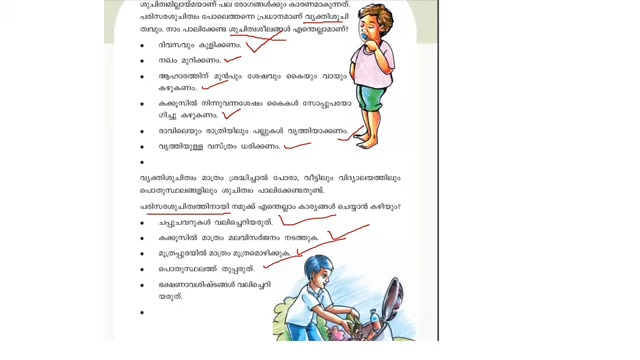 ശുചിത്വമില്ലായ്മയാണ് പല രോഗങ്ങൾക്കും കാരണമാകുന്നത്.
പരിസരശുചിത്വം പോലെത്തന്നെ പ്രധാനമാണ് വ്യക്തിശുചി
ത്വവും. നാം പാലിക്കേണ്ട ശുചിത്വശീലങ്ങൾ എന്തെല്ലാമാണ്?
• ദിവസവും കുളിക്കണം.
• നഖം മുറിക്കണം.
• ആഹാരത്തിന് മുൻപും ശേഷവും കൈയും വായും
കഴുകണം.
• കക്കൂസിൽ നിന്നുവന്നശേഷം കൈകൾ സോപ്പുപയോ
ഗിച്ചു കഴുകണം.
• രാവിലെയും രാത്രിയിലും പല്ലുകൾ വൃത്തിയാക്കണം.
• വൃത്തിയുള്ള വസ്ത്രം ധരിക്കണം.
•
വ്യക്തിശുചിത്വം മാത്രം ശ്രദ്ധിച്ചാൽ പോരാ, വീട്ടിലും വിദ്യാലയത്തിലും
പൊതുസ്ഥലങ്ങളിലും ശുചിത്വം പാലിക്കേണ്ടതുണ്ട്.
പരിസരശുചിത്വത്തിനായി നമുക്ക് എന്തെല്ലാം കാര്യങ്ങൾ ചെയ്യാൻ കഴിയും?
• ചപ്പുചവറുകൾ വലിച്ചെറിയരുത്.
• കക്കൂസിൽ മാത്രം മലവിസർജനം നടത്തുക.
• മൂത്രപ്പുരയിൽ മാത്രം മൂത്രമൊഴിക്കുക.
• പൊതുസ്ഥലത്ത് തുപ്പരുത്.
• ഭക്ഷണാവശിഷ്ടങ്ങൾ വലിച്ചെറി
യരുത്.
•